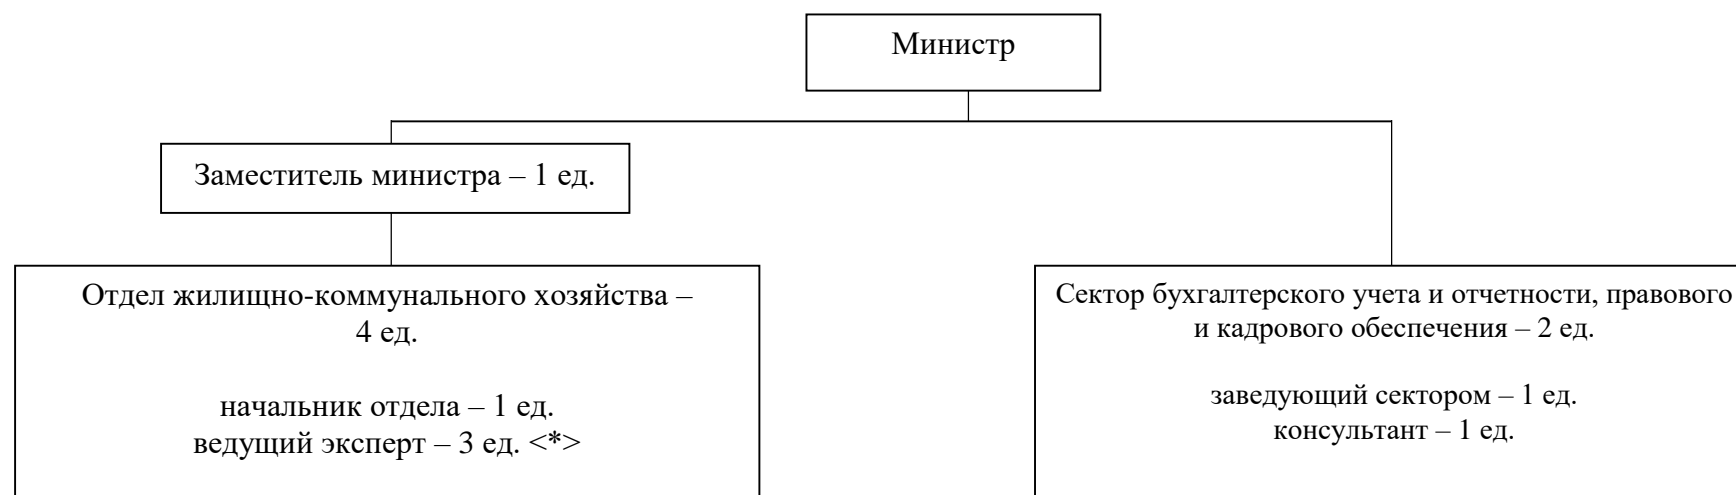 Министр
Заместитель министра – 1 ед.
Отдел жилищно-коммунального хозяйства –
4 ед.
начальник отдела – 1 ед.
ведущий эксперт – 3 ед. <*>
Сектор бухгалтерского учета и отчетности, правового
и кадрового обеспечения – 2 ед.
заведующий сектором – 1 ед.
консультант – 1 ед.